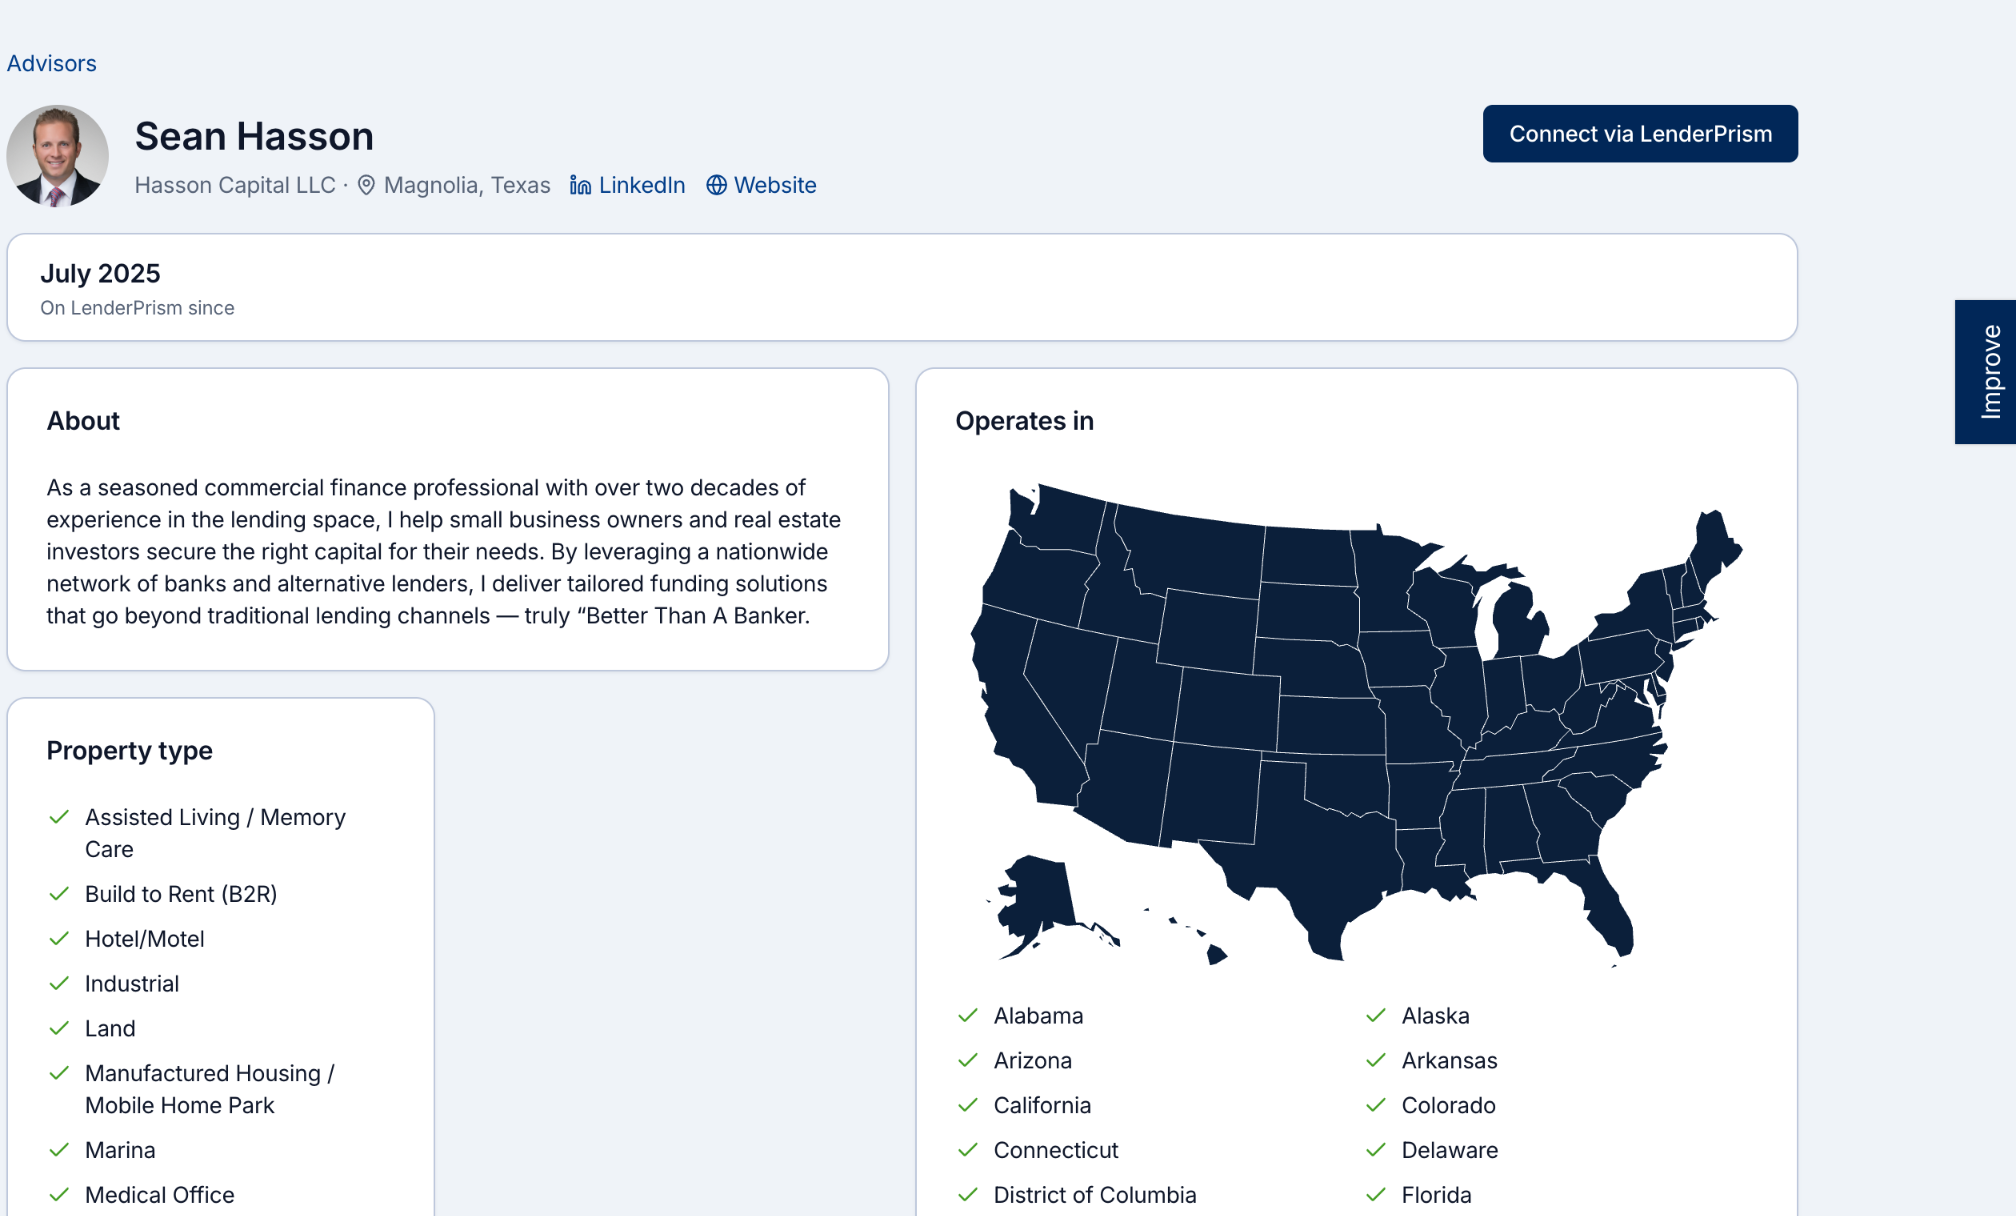 Advisors
Sean Hasson
Connect via LenderPrism
Hasson Capital LLC · Magnolia, Texas LinkedIn Website
July 2025
On LenderPrism since
Improve
About
As a seasoned commercial finance professional with over two decades of
experience in the lending space, I help small business owners and real estate
investors secure the right capital for their needs. By leveraging a nationwide
network of banks and alternative lenders, I deliver tailored funding solutions
that go beyond traditional lending channels — truly “Better Than A Banker.
Property type
Assisted Living / Memory
Care
Build to Rent (B2R)
Hotel/Motel
Industrial
Land
Manufactured Housing /
Mobile Home Park
Marina
Medical Office
Operates in
Alabama
Alaska
Arizona
Arkansas
California
Colorado
Connecticut
Delaware
District of Columbia
Florida